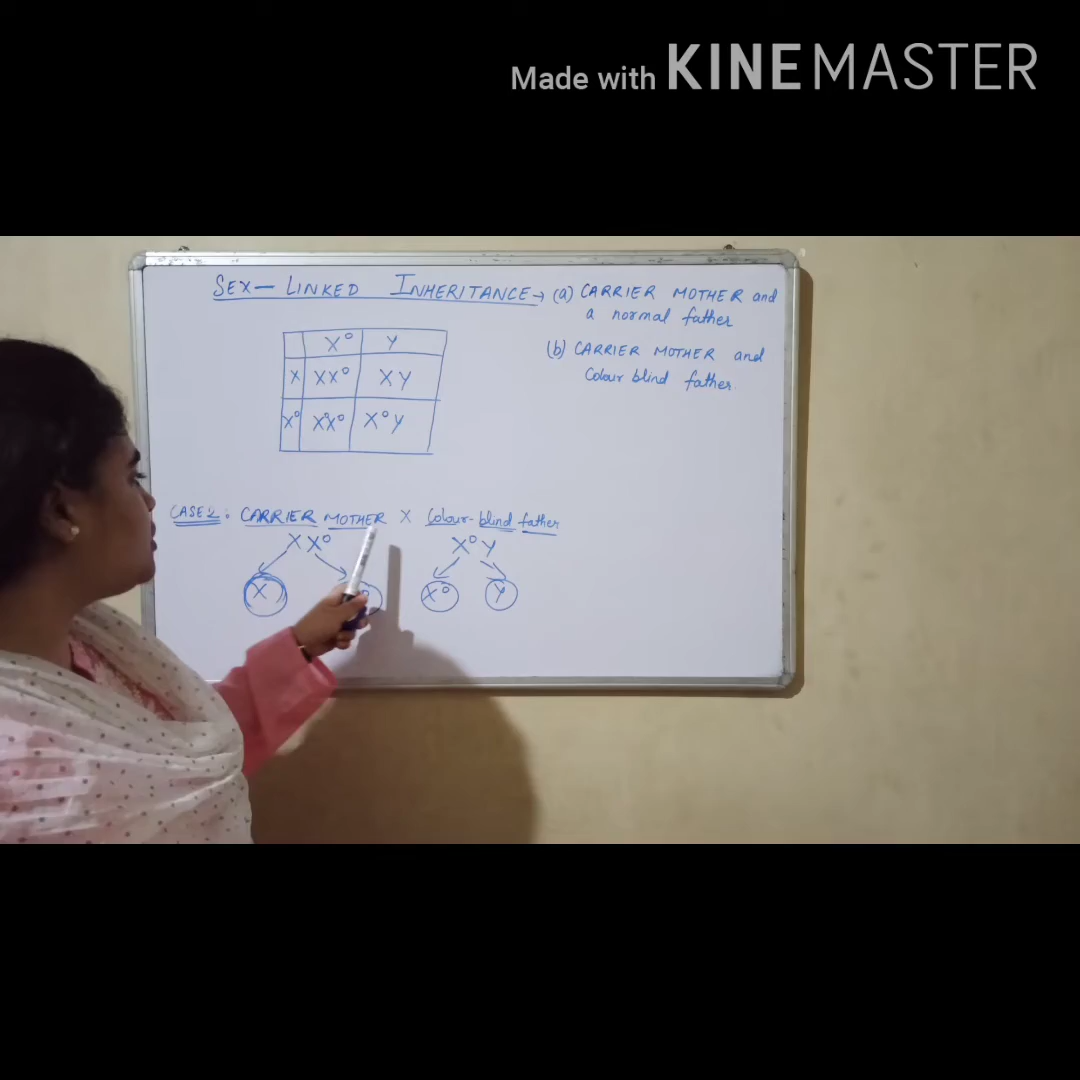 Made with KINEMASTER
SEX-LINKED INHERITANCE → (a) CARRIER MOTHER and
a normal father
(b) CARRIER MOTHER and
Colour blind father
X° Y
X XX° XY
X° X°X° X°Y
CASE 2: CARRIER MOTHER X Colour-blind father
XX° X°Y
X X° Y